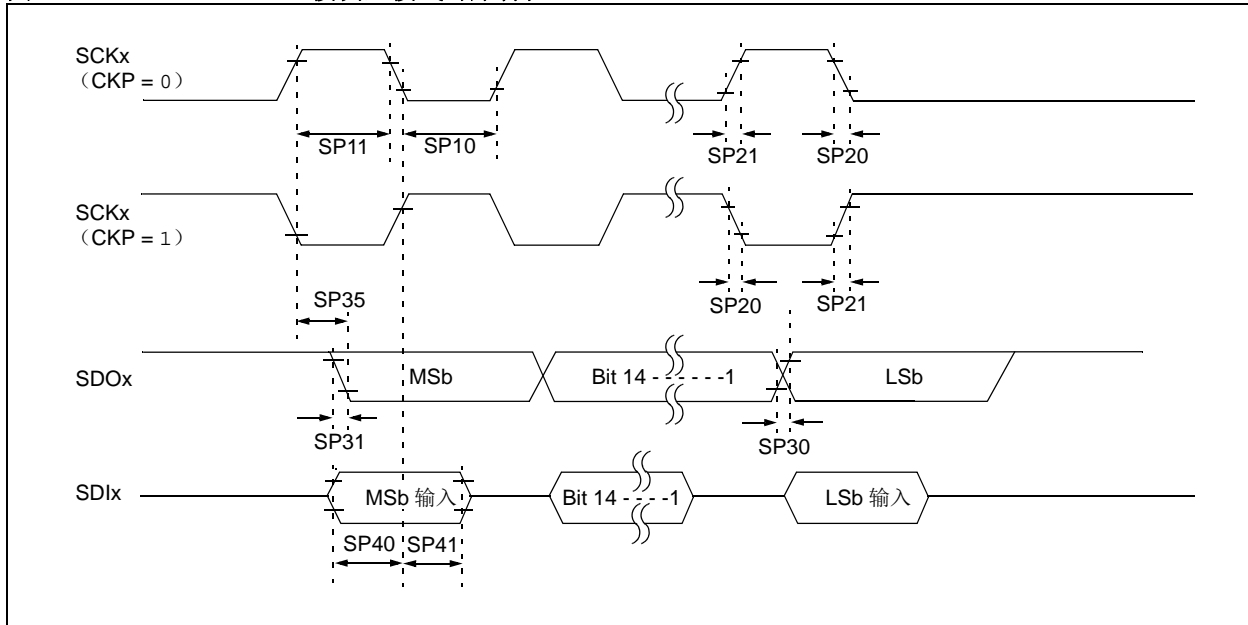 SCKx
（CKP = 0）
SP11
SP10
SP21
SP20
SCKx
（CKP = 1）
SP35
SP20
SP21
SDOx
MSb
Bit 14 - - - - - -1
LSb
SP31
SP30
SDIx
MSb 输入
Bit 14 - - - -1
LSb 输入
SP40
SP41